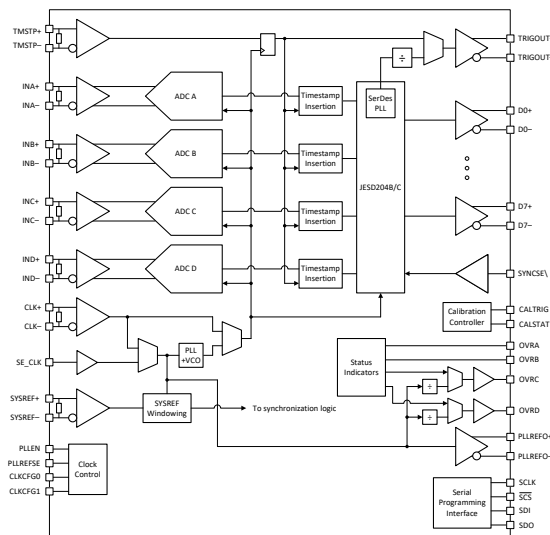 TMSTP+
TMSTP–
TRIGOUT+
TRIGOUT–
INA+
INA–
ADC A
Timestamp
Insertion
SerDes
PLL
÷
D0+
D0–
INB+
INB–
ADC B
Timestamp
Insertion
JESD204B/C
INC+
INC–
ADC C
Timestamp
Insertion
D7+
D7–
IND+
IND–
ADC D
Timestamp
Insertion
SYNCSE\
CLK+
CLK–
Calibration
Controller
CALTRIG
CALSTAT
SE_CLK
PLL
+VCO
Status
Indicators
OVRA
OVRB
OVRC
÷
OVRD
÷
SYSREF+
SYSREF–
SYSREF
Windowing
To synchronization logic
PLLREFO+
PLLREFO–
PLLEN
PLLREFSE
CLKCFG0
CLKCFG1
Clock
Control
Serial
Programming
Interface
SCLK
SCS
SDI
SDO